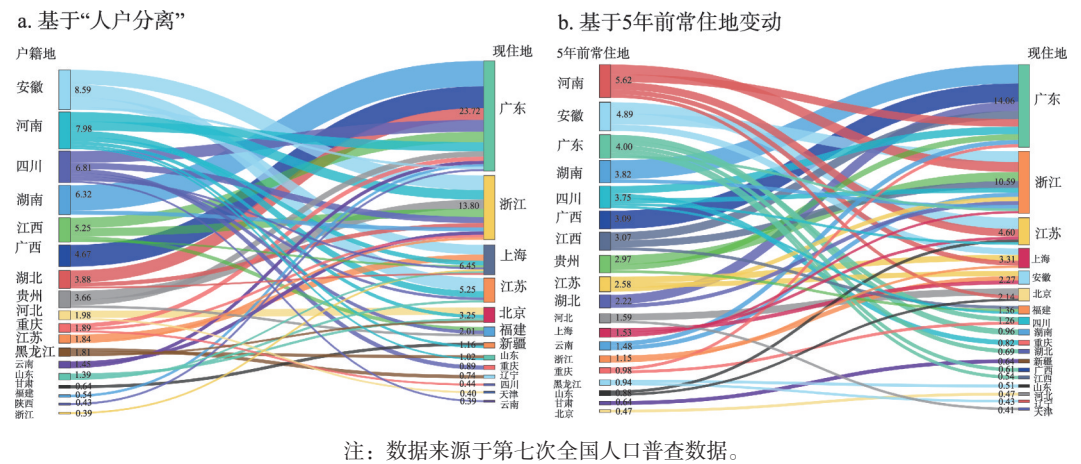 a. 基于“人户分离”
户籍地
现住地
安徽 8.59
河南 7.98
四川 6.81
湖南 6.32
江西 5.25
广西 4.67
湖北 3.88
贵州 3.66
河北 1.98
重庆 1.89
江苏 1.84
黑龙江 1.81
云南 1.45
山东 1.39
甘肃 0.64
福建 0.54
陕西 0.43
浙江 0.39
23.72 广东
13.80 浙江
6.45 上海
5.25 江苏
3.25 北京
2.01 福建
1.16 新疆
1.02 山东
0.89 重庆
0.74 辽宁
0.44 四川
0.40 天津
0.39 云南
b. 基于5年前常住地变动
5年前常住地
现住地
河南 5.62
安徽 4.89
广东 4.00
湖南 3.82
四川 3.75
广西 3.09
江西 3.07
贵州 2.97
江苏 2.58
湖北 2.22
河北 1.59
上海 1.53
云南 1.48
浙江 1.15
重庆 0.98
黑龙江 0.94
山东 0.88
甘肃 0.64
北京 0.47
14.06 广东
10.59 浙江
4.60 江苏
3.31 上海
2.27 安徽
2.14 北京
1.36 福建
1.26 四川
0.96 湖南
0.82 重庆
0.69 湖北
0.64 新疆
0.61 广西
0.54 江西
0.51 山东
0.47 河北
0.43 辽宁
0.41 天津
注：数据来源于第七次全国人口普查数据。